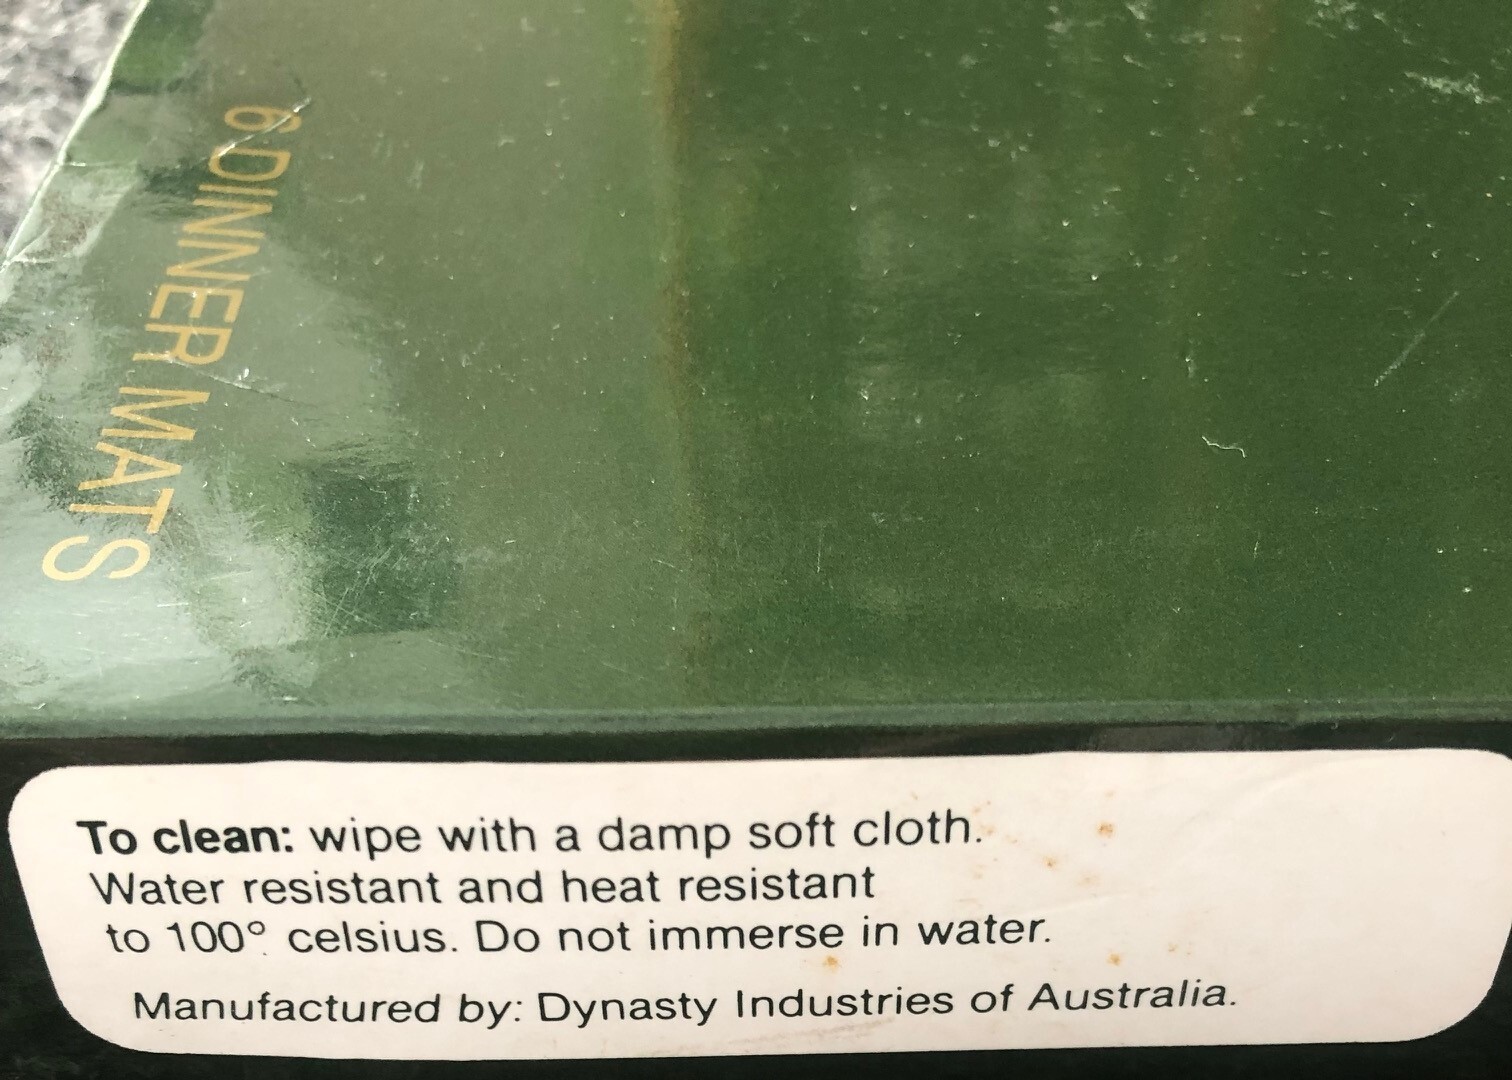 6 DINNER MATS
To clean: wipe with a damp soft cloth.
Water resistant and heat resistant
to 100° celsius. Do not immerse in water.
Manufactured by: Dynasty Industries of Australia.